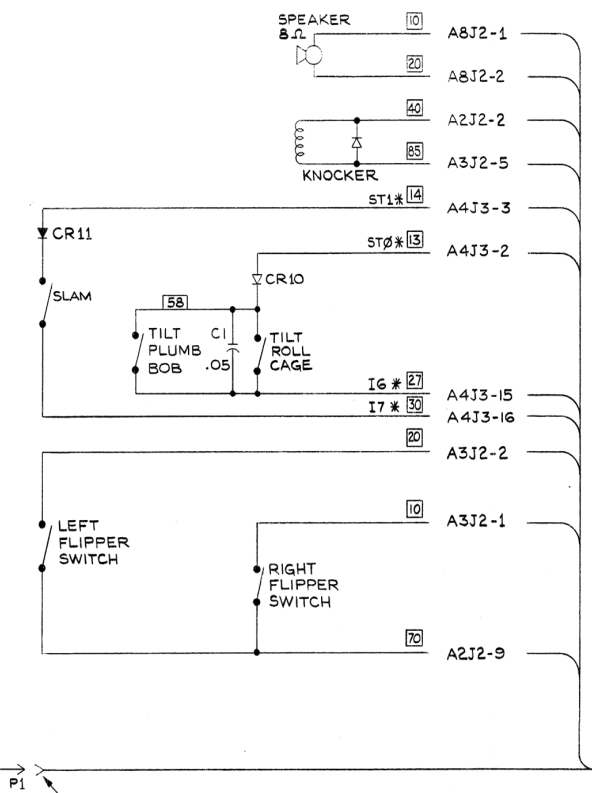 SPEAKER
8Ω
10 A8J2-1
20 A8J2-2
40 A2J2-2
85 A3J2-5
KNOCKER
ST1* 14 A4J3-3
CR11
STØ* 13 A4J3-2
CR10
SLAM
58
TILT
PLUMB
BOB
C1
.05
TILT
ROLL
CAGE
I6 * 27 A4J3-15
I7 * 30 A4J3-16
20 A3J2-2
10 A3J2-1
LEFT
FLIPPER
SWITCH
RIGHT
FLIPPER
SWITCH
70 A2J2-9
P1